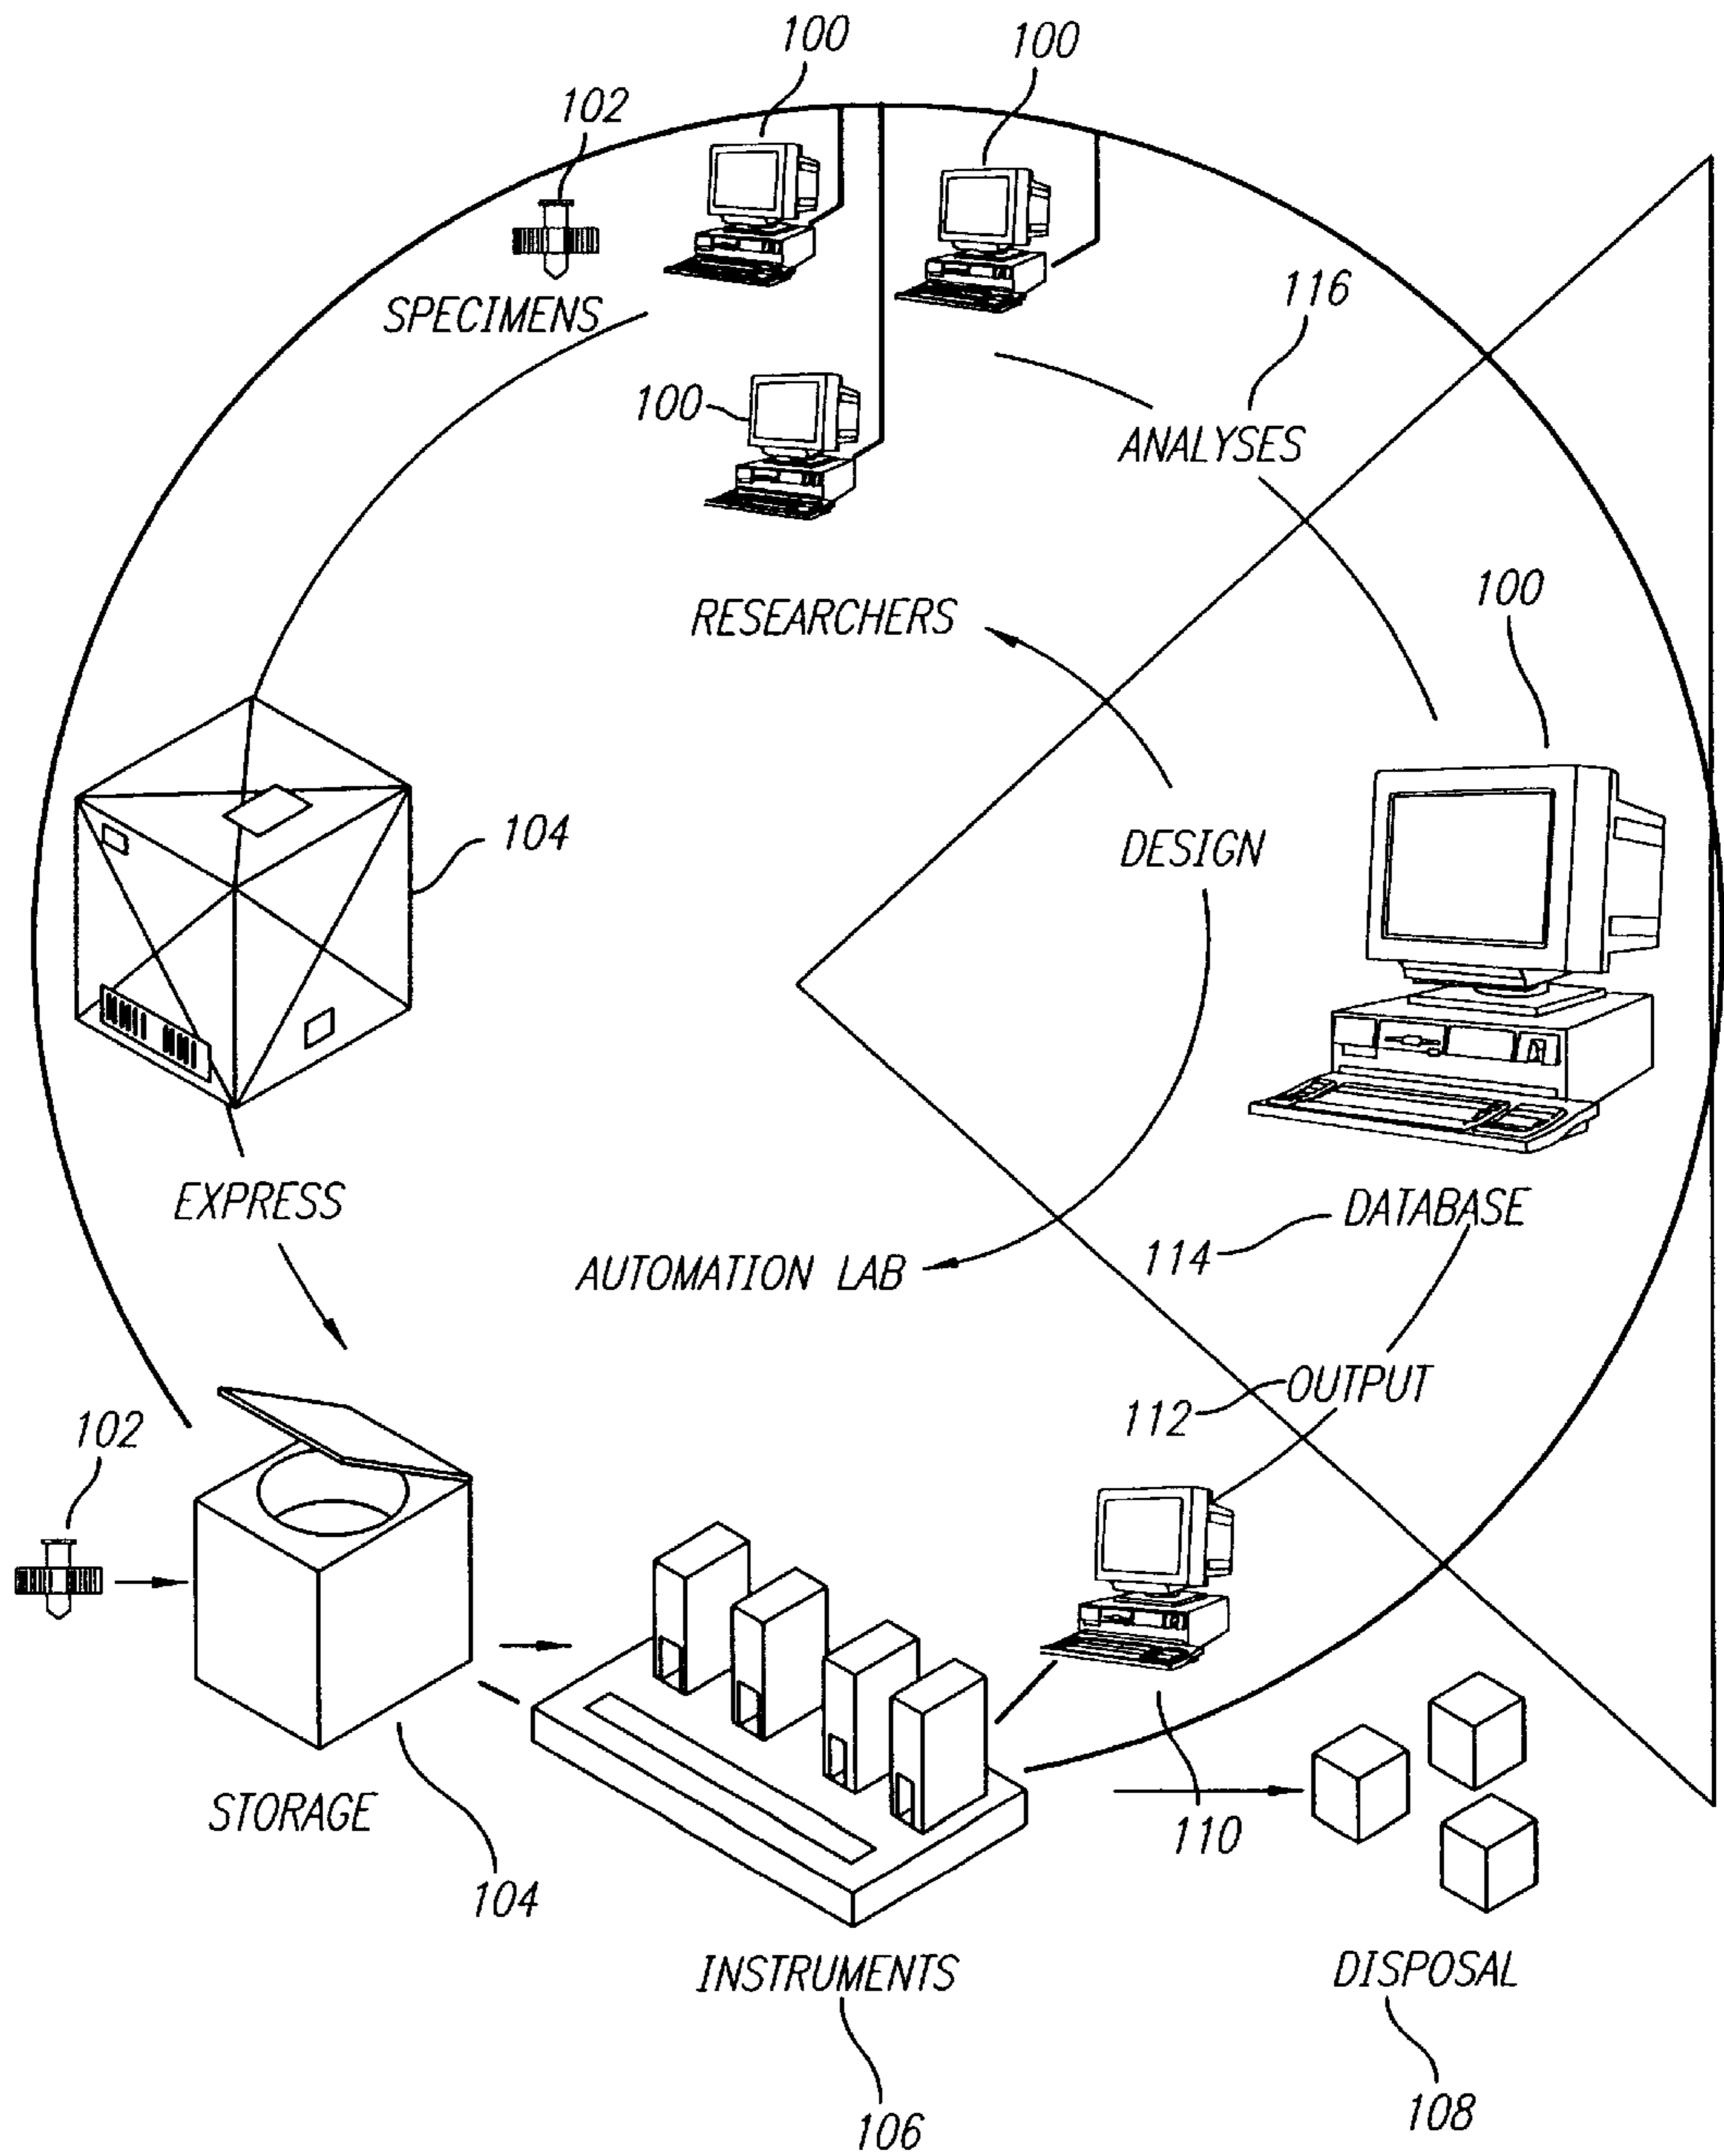 100
100
102
SPECIMENS
116
100
ANALYSES
100
RESEARCHERS
104
DESIGN
EXPRESS
DATABASE
114
AUTOMATION LAB
OUTPUT
112
102
STORAGE
110
104
INSTRUMENTS
DISPOSAL
106
108